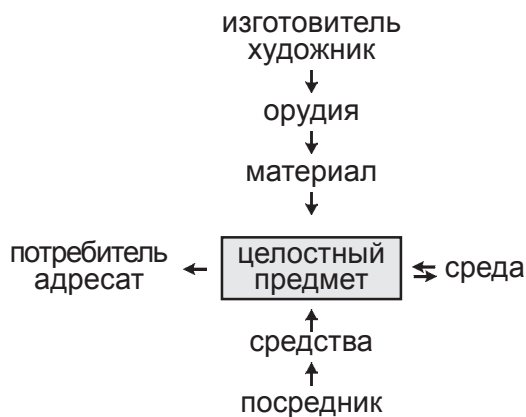 изготовитель
художник
орудия
материал
потребитель
адресат
целостный
предмет
среда
средства
посредник